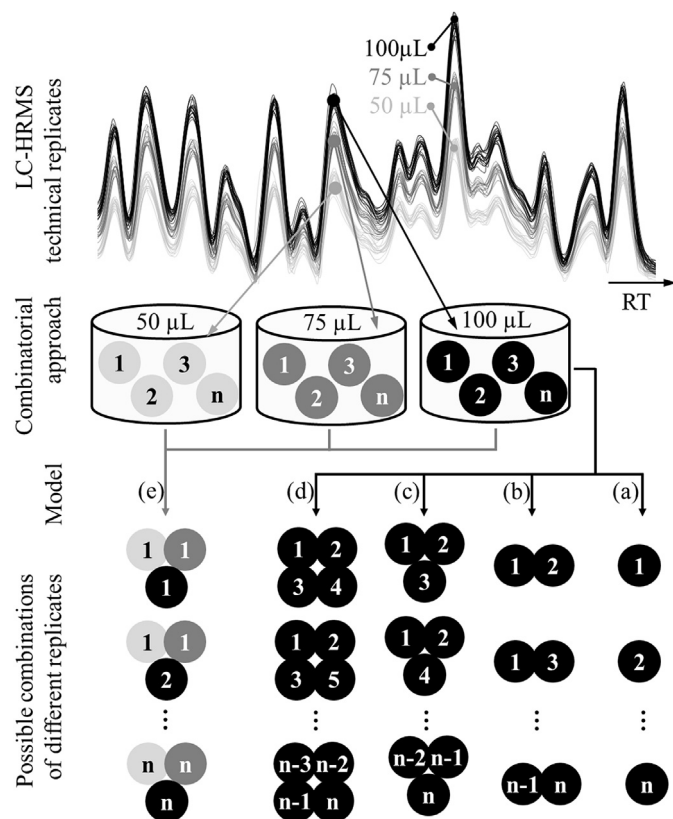 LC-HRMS
technical replicates
100µL
75 µL
50 µL
RT
Combinatorial
approach
50 µL
75 µL
100 µL
1
3
2
n
1
3
2
n
1
3
2
n
Model
(e)
(d)
(c)
(b)
(a)
Possible combinations
of different replicates
1 1
1
1 2
3 4
1 2
3
1 2
1
1 1
2
1 2
3 5
1 2
4
1 3
2
n n
n
n-3 n-2
n-1 n
n-2 n-1
n
n-1 n
n